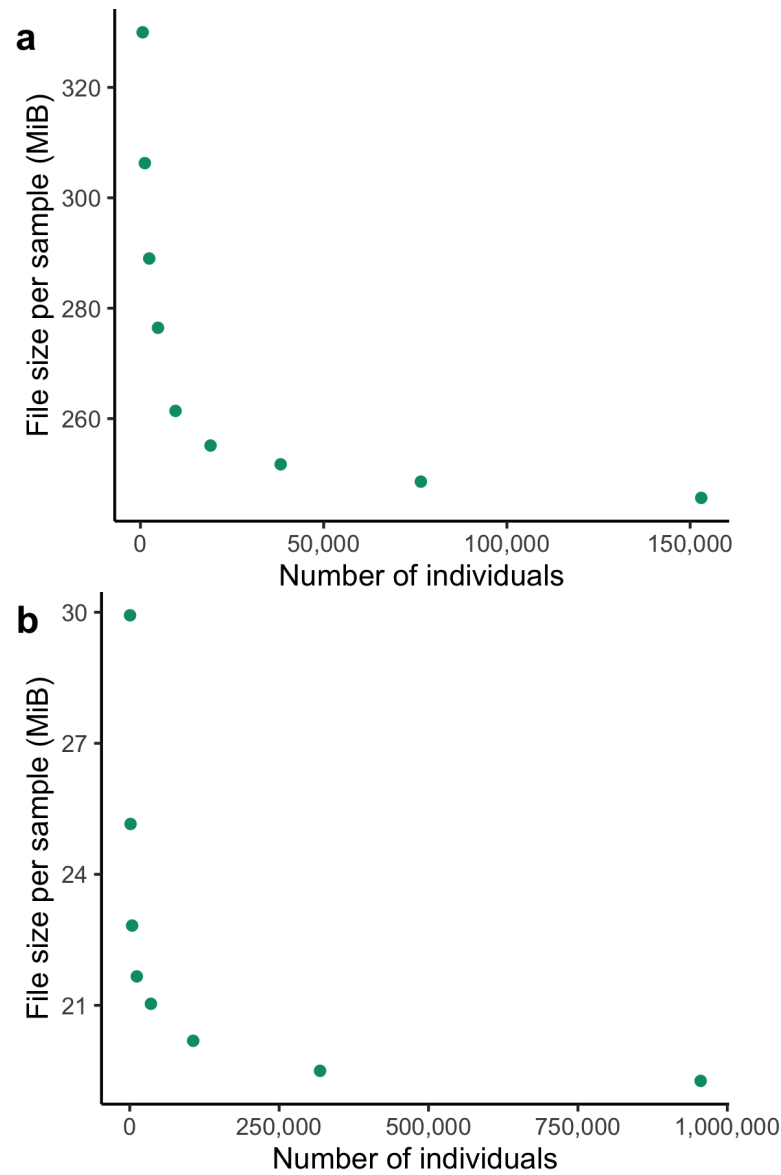 a
File size per sample (MiB)
320
300
280
260
0 50,000 100,000 150,000
Number of individuals
b
File size per sample (MiB)
30
27
24
21
0 250,000 500,000 750,000 1,000,000
Number of individuals